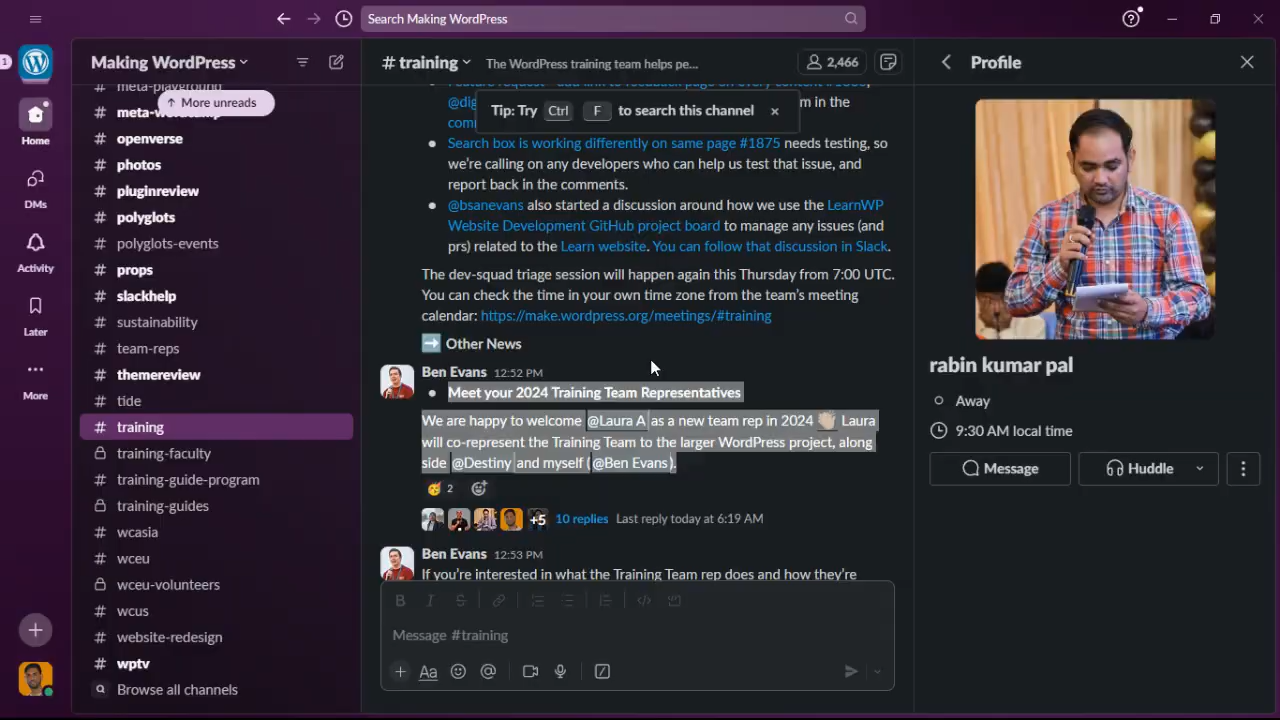 Search Making WordPress
1
Home
DMs
Activity
Later
More
Making WordPress
meta-playground
More unreads
openverse
photos
pluginreview
polyglots
polyglots-events
props
slackhelp
sustainability
team-reps
themereview
tide
training
training-faculty
training-guide-program
training-guides
wcasia
wceu
wceu-volunteers
wcus
website-redesign
wptv
Browse all channels
# training
The WordPress training team helps pe...
2,466
Tip: Try Ctrl F to search this channel
m in the
Search box is working differently on same page #1875 needs testing, so
we're calling on any developers who can help us test that issue, and
report back in the comments.
@bsanevans also started a discussion around how we use the LearnWP
Website Development GitHub project board to manage any issues (and
prs) related to the Learn website. You can follow that discussion in Slack.
The dev-squad triage session will happen again this Thursday from 7:00 UTC.
You can check the time in your own time zone from the team's meeting
calendar: https://make.wordpress.org/meetings/#training
➡️ Other News
Ben Evans 12:52 PM
Meet your 2024 Training Team Representatives
We are happy to welcome @Laura A as a new team rep in 2024 👏 Laura
will co-represent the Training Team to the larger WordPress project, along
side @Destiny and myself (@Ben Evans).
2
+5 10 replies Last reply today at 6:19 AM
Ben Evans 12:53 PM
If you're interested in what the Training Team rep does and how they're
Message #training
Aa
Profile
rabin kumar pal
Away
9:30 AM local time
Message
Huddle